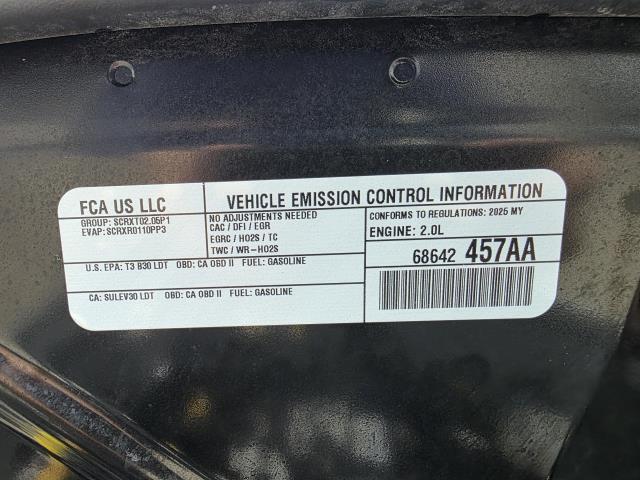 FCA US LLC
GROUP: SCRXT02.05P1
EVAP: SCRXR0110PP3
VEHICLE EMISSION CONTROL INFORMATION
NO ADJUSTMENTS NEEDED
CAC / DFI / EGR
EGRC / HO2S / TC
TWC / WR-HO2S
CONFORMS TO REGULATIONS: 2025 MY
ENGINE: 2.0L
U.S. EPA: T3 B30 LDT OBD: CA OBD II FUEL: GASOLINE
68642 457AA
CA: SULEV30 LDT OBD: CA OBD II FUEL: GASOLINE